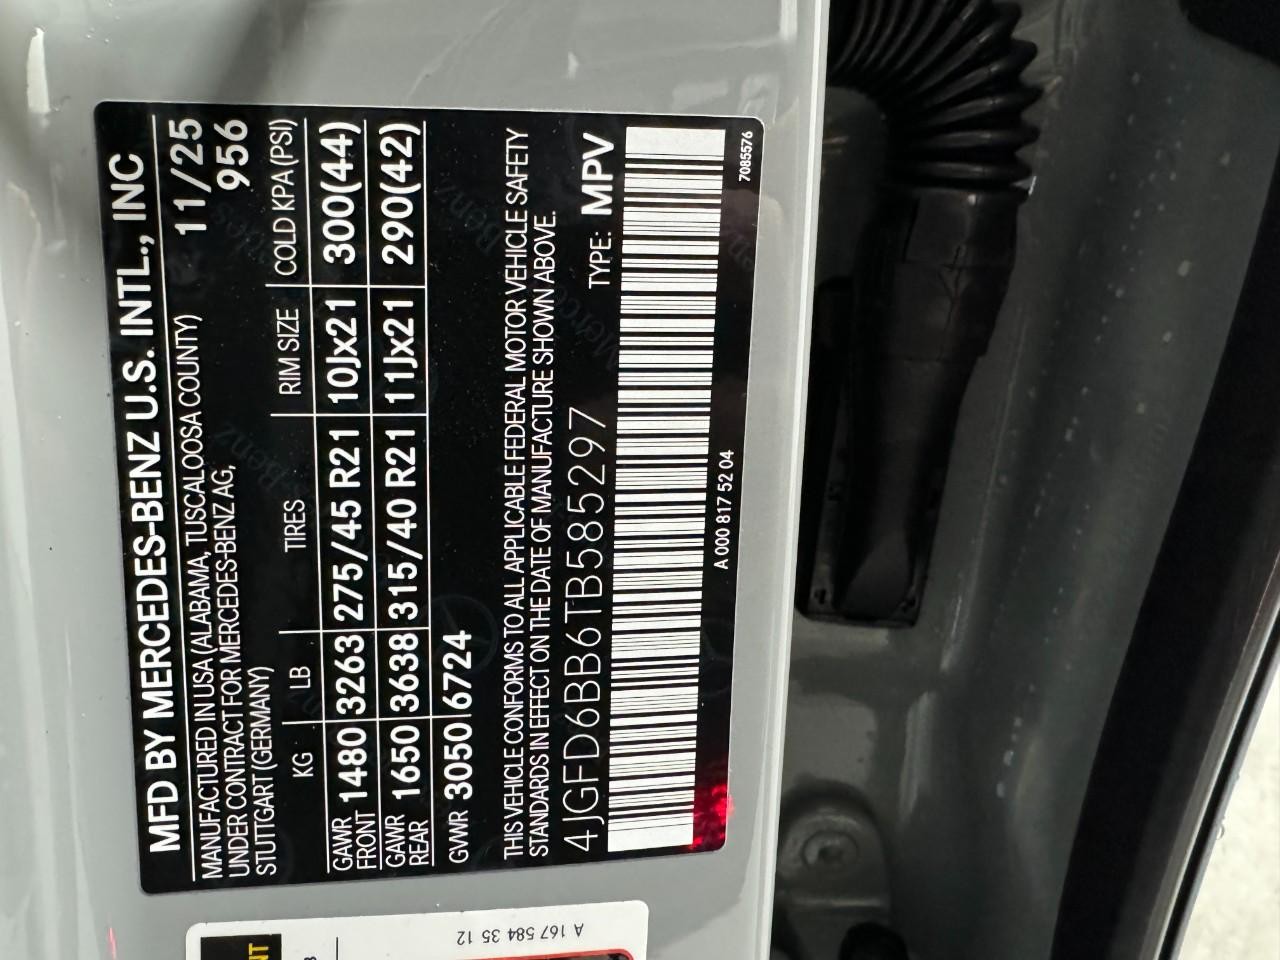 MFD BY MERCEDES-BENZ U.S. INTL., INC
MANUFACTURED IN USA (ALABAMA, TUSCALOOSA COUNTY) 11/25
UNDER CONTRACT FOR MERCEDES-BENZ AG, 956
STUTTGART (GERMANY)
KG LB TIRES RIM SIZE COLD KPA (PSI)
GAWR FRONT 1480 3263 275/45 R21 10Jx21 300(44)
GAWR REAR 1650 3638 315/40 R21 11Jx21 290(42)
GVWR 3050 6724
THIS VEHICLE CONFORMS TO ALL APPLICABLE FEDERAL MOTOR VEHICLE SAFETY
STANDARDS IN EFFECT ON THE DATE OF MANUFACTURE SHOWN ABOVE.
4JGFD6BB6TB585297 TYPE: MPV
A 000 817 52 04 7085576
A 167 584 35 12